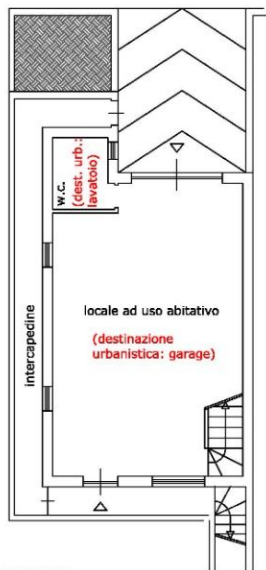 w.c.
(dest. urb.:
lavatoio)
locale ad uso abitativo
(destinazione
urbanistica: garage)
intercapedine